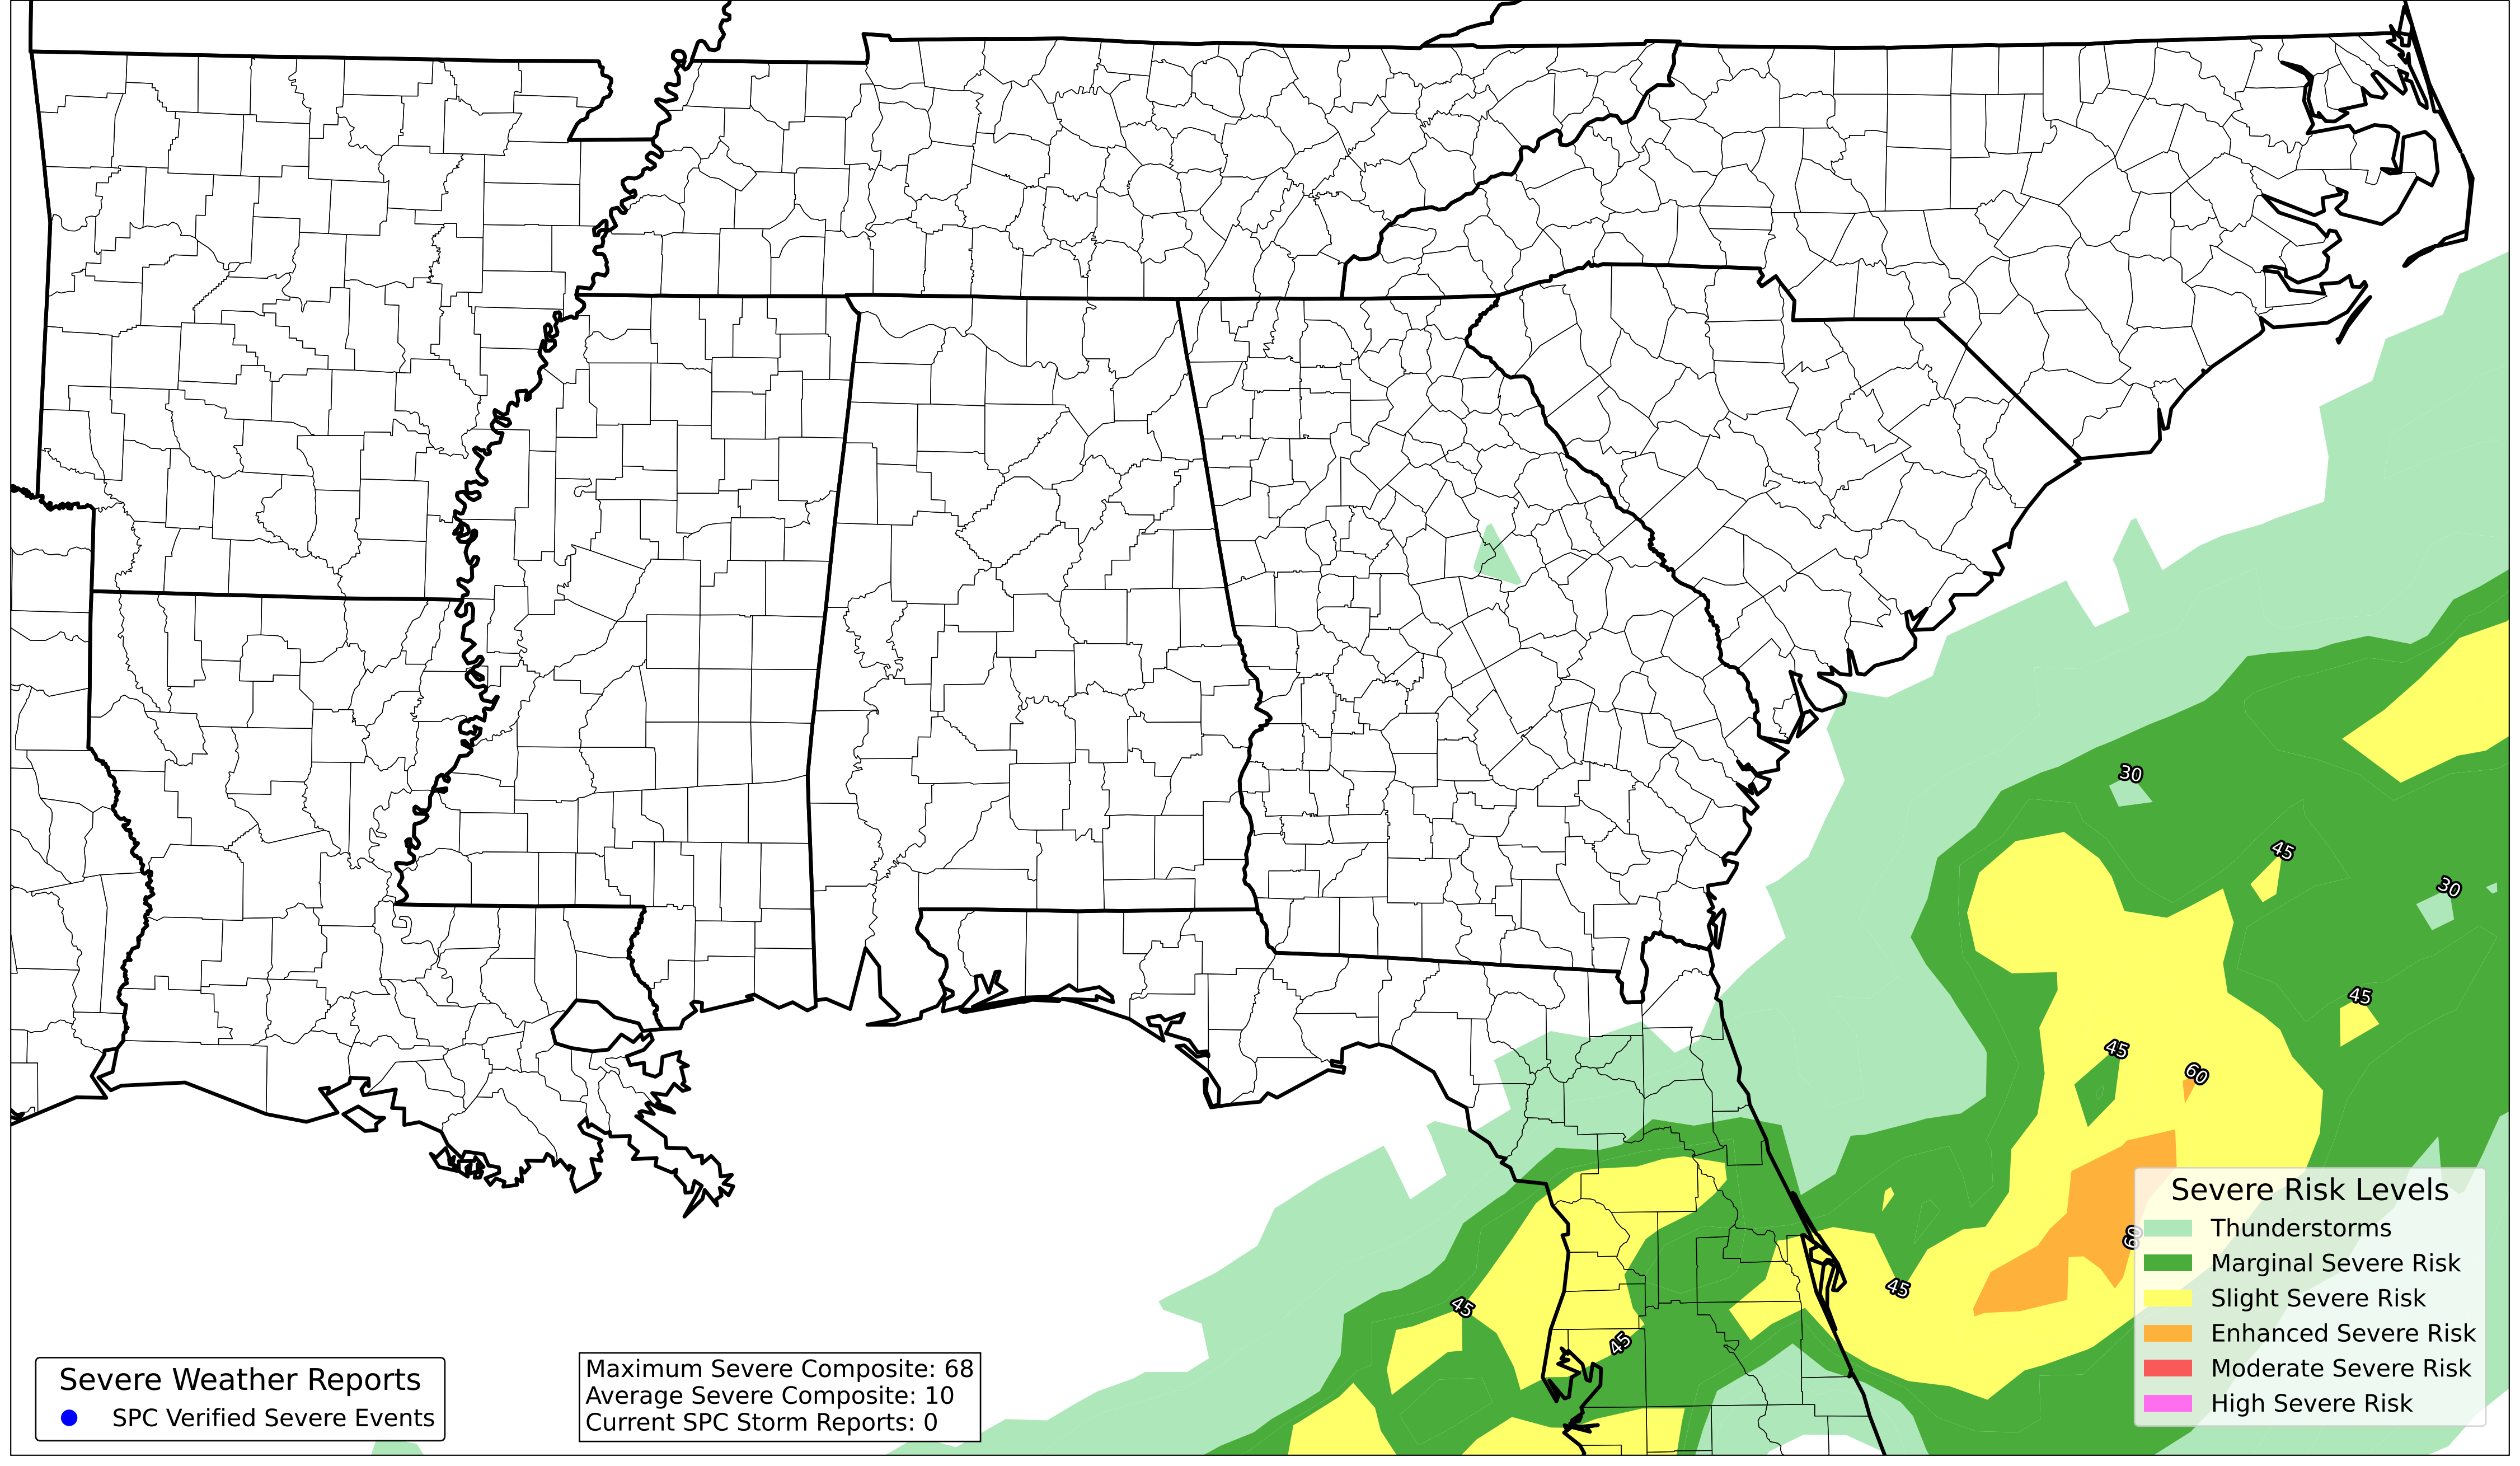 30
45
30
45
45
60
60
45
45
45
Severe Risk Levels
Thunderstorms
Marginal Severe Risk
Slight Severe Risk
Enhanced Severe Risk
Moderate Severe Risk
High Severe Risk
Severe Weather Reports
SPC Verified Severe Events
Maximum Severe Composite: 68
Average Severe Composite: 10
Current SPC Storm Reports: 0